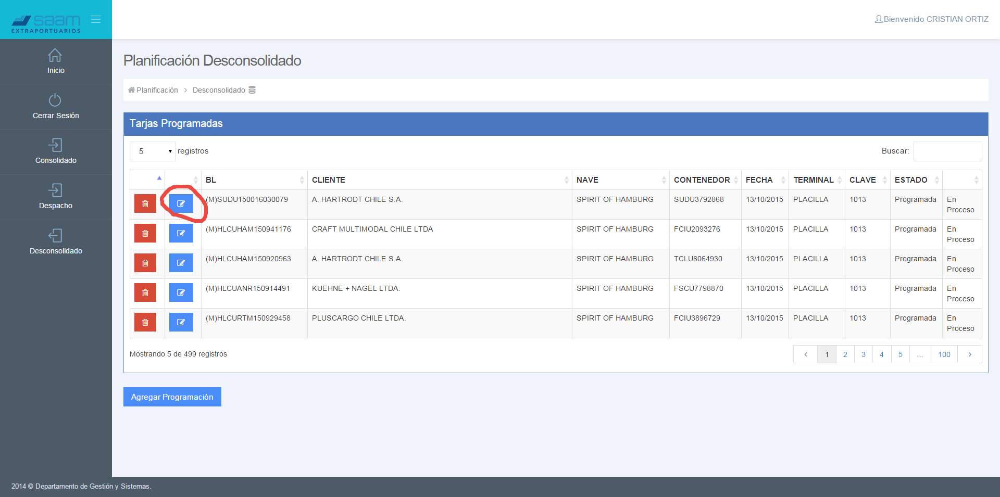 saam
EXTRAPORTUARIOS
Bienvenido CRISTIAN ORTIZ
Inicio
Cerrar Sesión
Consolidado
Despacho
Desconsolidado
Planificación Desconsolidado
Planificación > Desconsolidado
Tarjas Programadas
5 registros
Buscar:
BL CLIENTE NAVE CONTENEDOR FECHA TERMINAL CLAVE ESTADO
(M)SUDU150016030079 A. HARTRODT CHILE S.A. SPIRIT OF HAMBURG SUDU3792868 13/10/2015 PLACILLA 1013 Programada En
Proceso
(M)HLCUHAM150941176 CRAFT MULTIMODAL CHILE LTDA SPIRIT OF HAMBURG FCIU2093276 13/10/2015 PLACILLA 1013 Programada En
Proceso
(M)HLCUHAM150920963 A. HARTRODT CHILE S.A. SPIRIT OF HAMBURG TCLU8064930 13/10/2015 PLACILLA 1013 Programada En
Proceso
(M)HLCUANR150914491 KUEHNE + NAGEL LTDA. SPIRIT OF HAMBURG FSCU7798870 13/10/2015 PLACILLA 1013 Programada En
Proceso
(M)HLCURTM150929458 PLUSCARGO CHILE LTDA. SPIRIT OF HAMBURG FCIU3896729 13/10/2015 PLACILLA 1013 Programada En
Proceso
Mostrando 5 de 499 registros
< 1 2 3 4 5 ... 100 >
Agregar Programación
2014 © Departamento de Gestión y Sistemas.